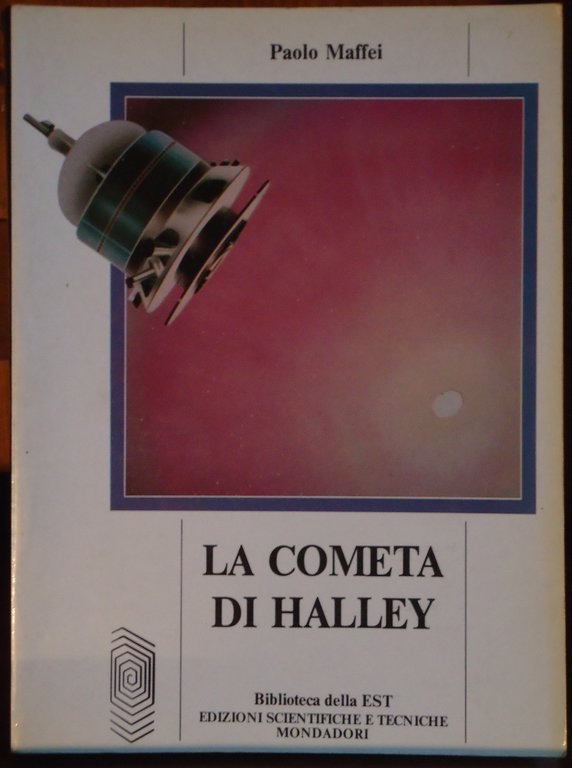 Paolo Maffei
LA COMETA
DI HALLEY
Biblioteca della EST
EDIZIONI SCIENTIFICHE E TECNICHE
MONDADORI